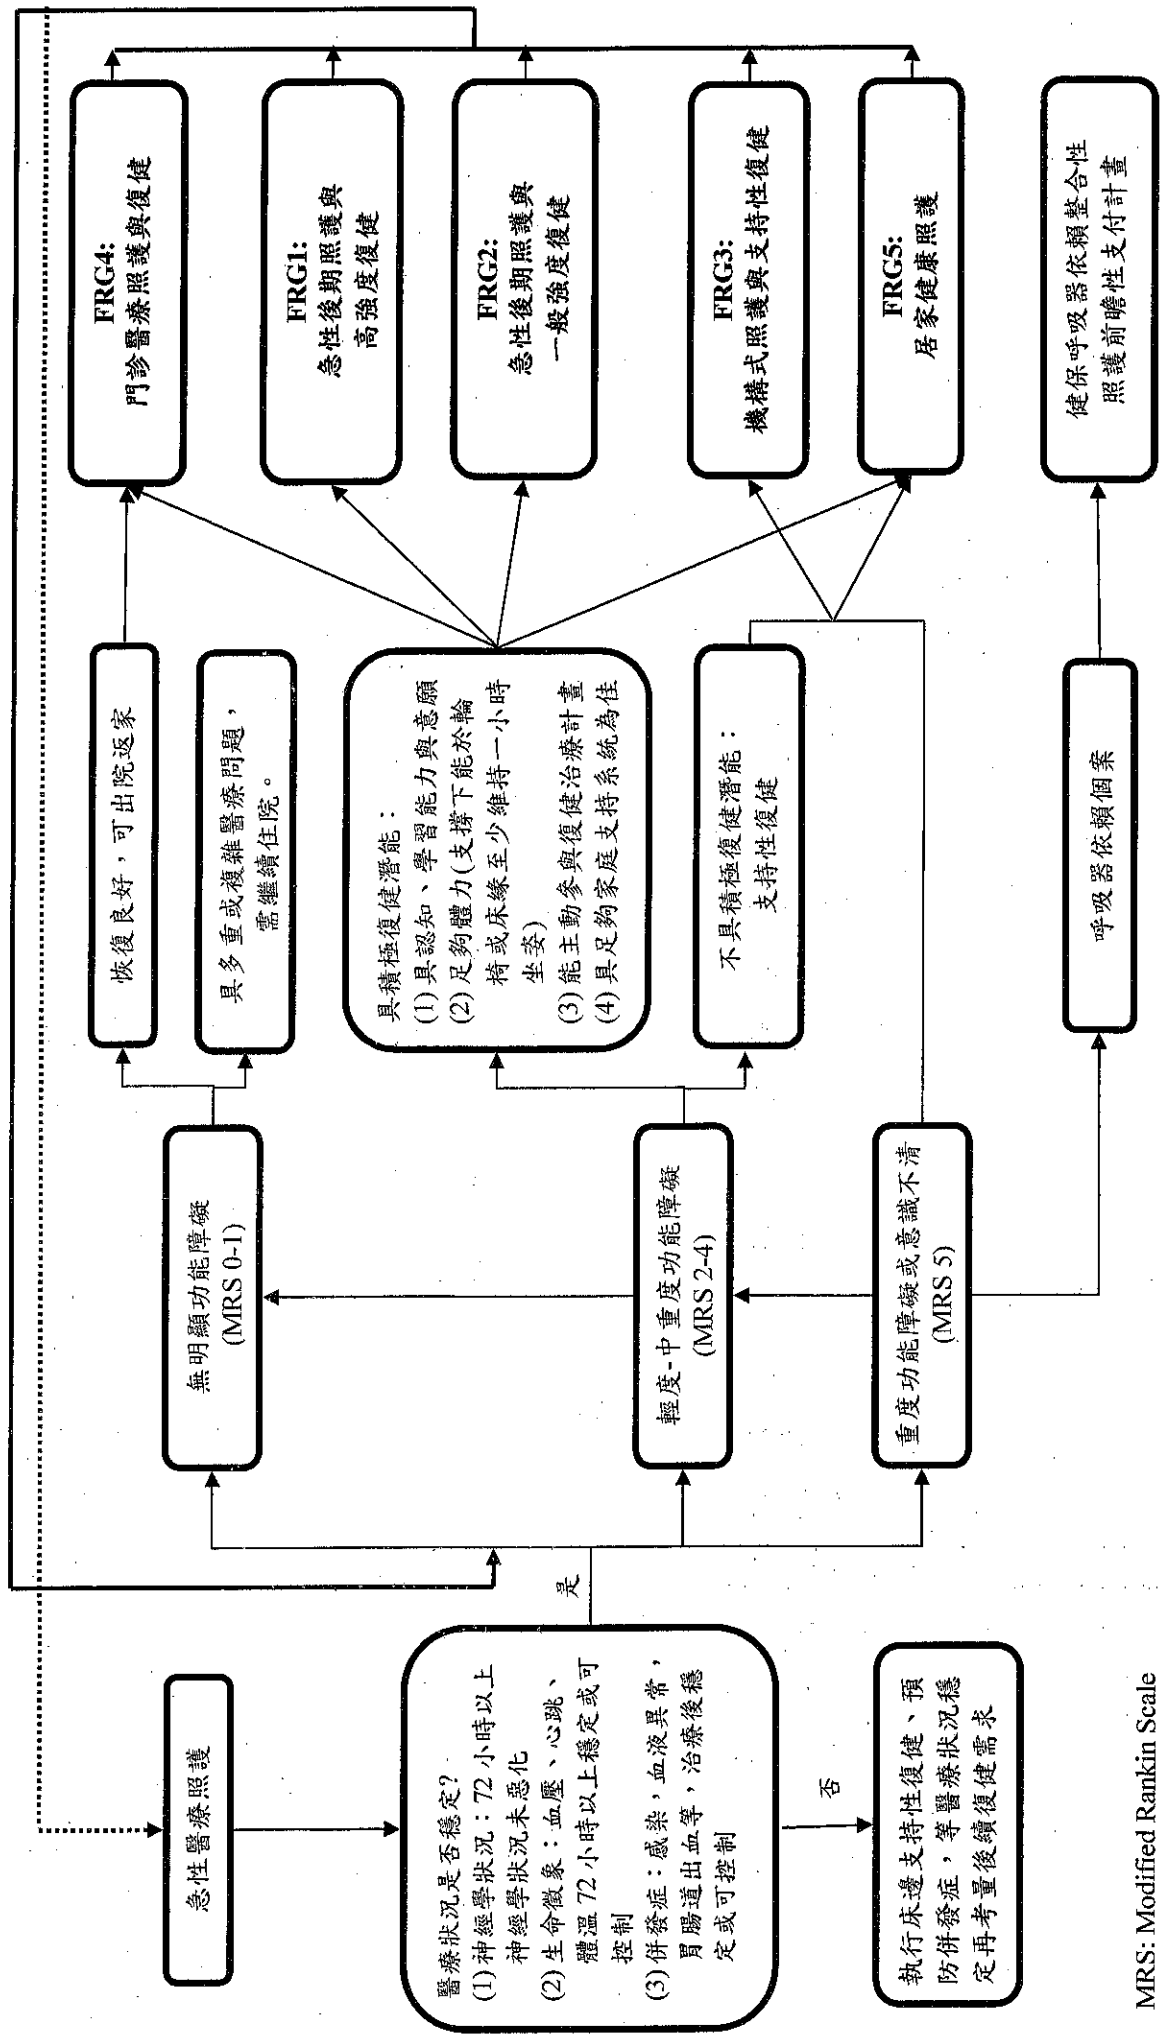 急性醫療照護
醫療狀況是否穩定?
(1)神經學狀況：72 小時以上
神經學狀況未惡化
(2)生命徵象：血壓、心跳、
體溫 72 小時以上穩定或可
控制
(3)併發症：感染，血液異常，
胃腸道出血等，治療後穩
定或可控制
是
否
執行床邊支持性復健、預
防併發症，等醫療狀況穩
定再考量後續復健需求
無明顯功能障礙
(MRS 0-1)
輕度-中重度功能障礙
(MRS 2-4)
重度功能障礙或意識不清
(MRS 5)
恢復良好，可出院返家
具多重或複雜醫療問題，
需繼續住院。
具積極復健潛能：
(1)具認知、學習能力與意願
(2)足夠體力(支撐下能於輪
椅或床緣至少維持一小時
坐姿)
(3)能主動參與復健治療計畫
(4)具足夠家庭支持系統為佳
不具積極復健潛能：
支持性復健
呼吸器依賴個案
FRG4:
門診醫療照護與復健
FRG1:
急性後期照護與
高強度復健
FRG2:
急性後期照護與
一般強度復健
FRG3:
機構式照護與支持性復健
FRG5:
居家健康照護
健保呼吸器依賴整合性
照護前瞻性支付計畫
MRS: Modified Rankin Scale